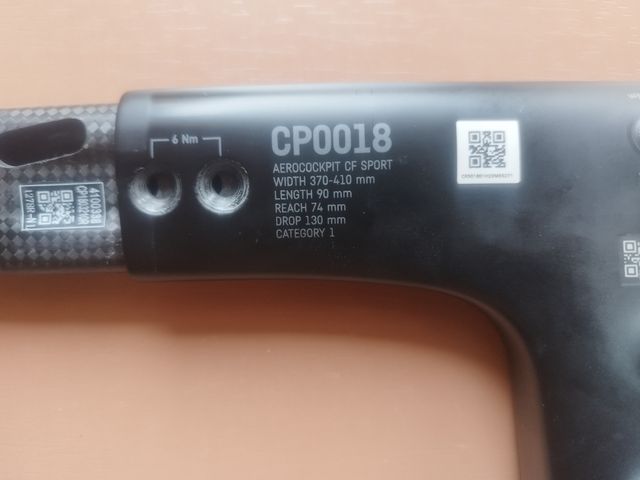 6 Nm
CP0018
AEROCOCKPIT CF SPORT
WIDTH 370-410 mm
LENGTH 90 mm
REACH 74 mm
DROP 130 mm
CATEGORY 1